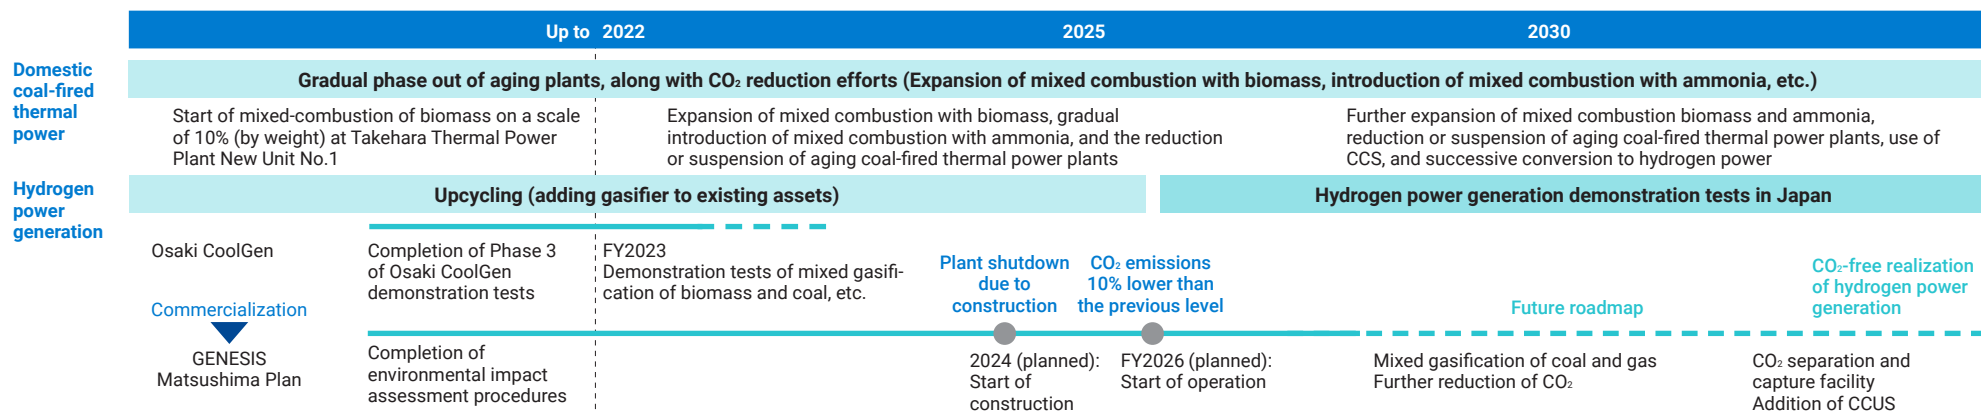 Up to 2022 2025 2030
Domestic
coal-fired
thermal
power
Gradual phase out of aging plants, along with CO₂ reduction efforts (Expansion of mixed combustion with biomass, introduction of mixed combustion with ammonia, etc.)
Start of mixed-combustion of biomass on a scale
of 10% (by weight) at Takehara Thermal Power
Plant New Unit No.1
Expansion of mixed combustion with biomass, gradual
introduction of mixed combustion with ammonia, and the reduction
or suspension of aging coal-fired thermal power plants
Further expansion of mixed combustion biomass and ammonia,
reduction or suspension of aging coal-fired thermal power plants, use of
CCS, and successive conversion to hydrogen power
Hydrogen
power
generation
Upcycling (adding gasifier to existing assets)
Hydrogen power generation demonstration tests in Japan
Osaki CoolGen
Completion of Phase 3
of Osaki CoolGen
demonstration tests
FY2023
Demonstration tests of mixed gasifi-
cation of biomass and coal, etc.
Plant shutdown
due to
construction
CO₂ emissions
10% lower than
the previous level
Future roadmap
CO₂-free realization
of hydrogen power
generation
Commercialization
GENESIS
Matsushima Plan
Completion of
environmental impact
assessment procedures
2024 (planned):
Start of
construction
FY2026 (planned):
Start of operation
Mixed gasification of coal and gas
Further reduction of CO₂
CO₂ separation and
capture facility
Addition of CCUS